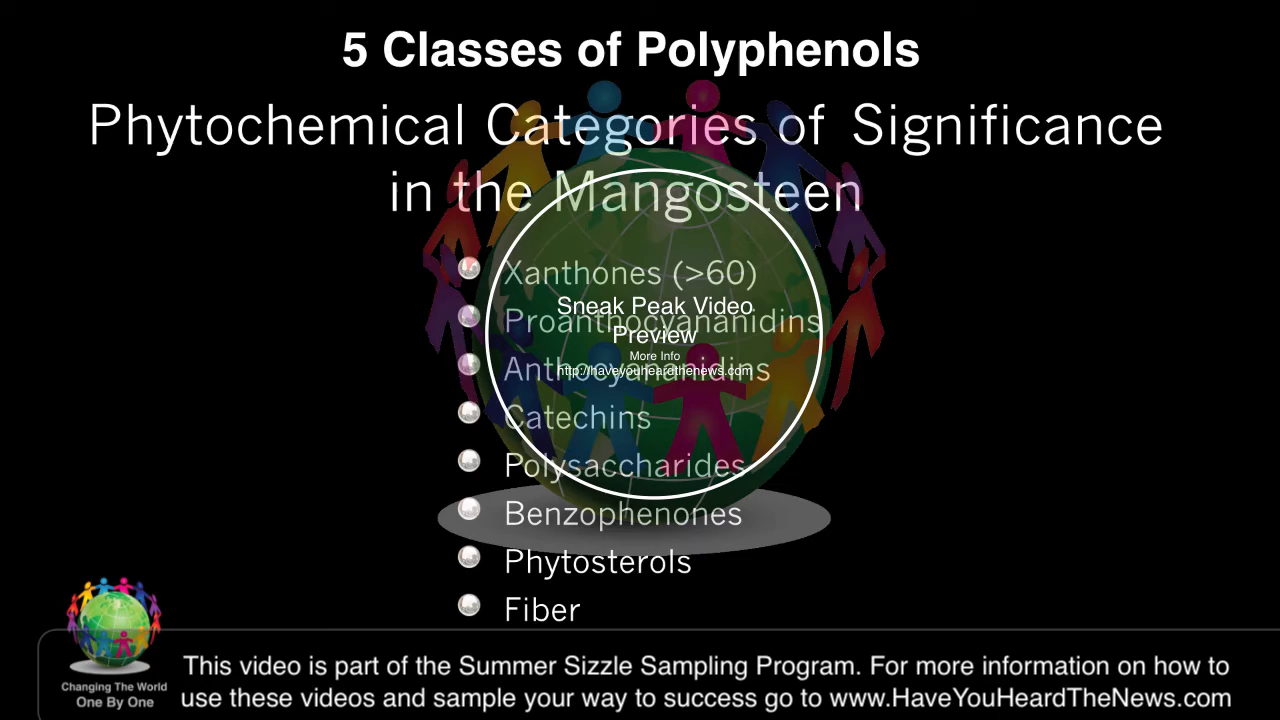 5 Classes of Polyphenols
Phytochemical Categories of Significance
in the Mangosteen
Xanthones (>60)
Sneak Peak Video
Proanthocyananidins
Preview
More Info
Anthocyananidins
http://haveyouheardthenews.com
Catechins
Polysaccharides
Benzophenones
Phytosterols
Fiber
This video is part of the Summer Sizzle Sampling Program. For more information on how to
use these videos and sample your way to success go to www.HaveYouHeardTheNews.com
Changing The World
One By One